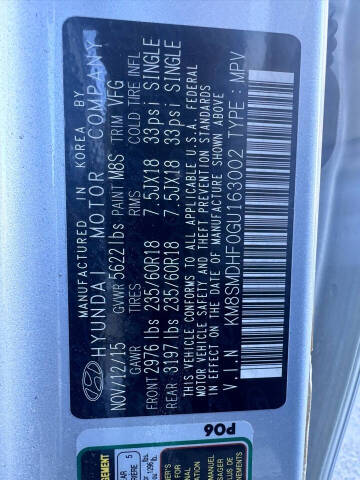 MANUFACTURED IN KOREA BY
HYUNDAI MOTOR COMPANY
NOV/12/15 GVWR 5622 lbs PAINT M8S TRIM VFG
GAWR TIRES RIMS COLD TIRE INFL
FRONT 2976 lbs 235/60R18 7.5JX18 33psi SINGLE
REAR 3197 lbs 235/60R18 7.5JX18 33psi SINGLE
THIS VEHICLE CONFORMS TO ALL APPLICABLE U.S.A. FEDERAL
MOTOR VEHICLE SAFETY AND THEFT PREVENTION STANDARDS
IN EFFECT ON THE DATE OF MANUFACTURE SHOWN ABOVE
V.I.N KM8SMDHF0GU163002 TYPE : MPV
P06
5
MANUEL